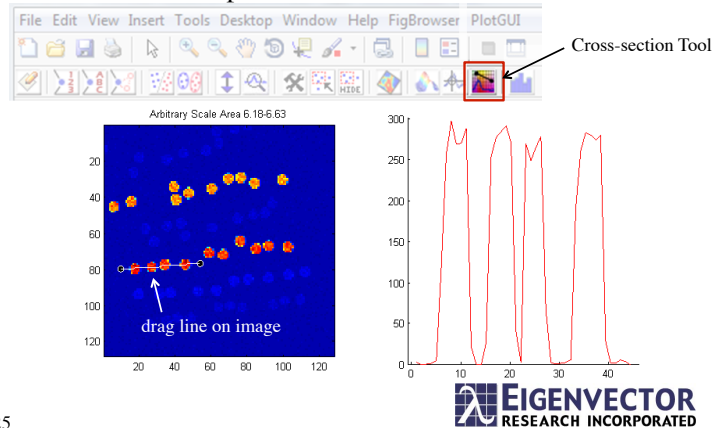 File Edit View Insert Tools Desktop Window Help FigBrowser PlotGUI
HIDE
Cross-section Tool
Arbitrary Scale Area 6.18-6.63
20
40
60
80
100
120
20 40 60 80 100 120
drag line on image
300
250
200
150
100
50
0
0 10 20 30 40
EIGENVECTOR
RESEARCH INCORPORATED